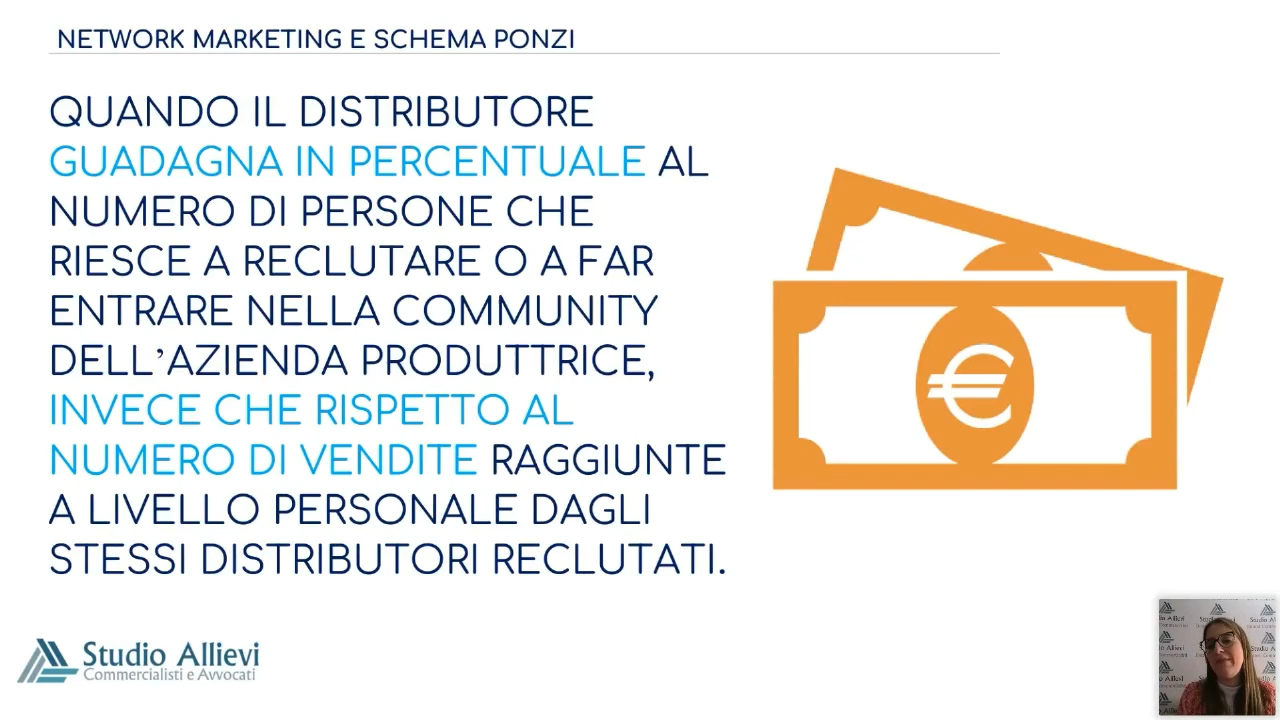 NETWORK MARKETING E SCHEMA PONZI
QUANDO IL DISTRIBUTORE
GUADAGNA IN PERCENTUALE AL
NUMERO DI PERSONE CHE
RIESCE A RECLUTARE O A FAR
ENTRARE NELLA COMMUNITY
DELL’AZIENDA PRODUTTRICE,
INVECE CHE RISPETTO AL
NUMERO DI VENDITE RAGGIUNTE
A LIVELLO PERSONALE DAGLI
STESSI DISTRIBUTORI RECLUTATI.
€
Studio Allievi
Commercialisti e Avvocati